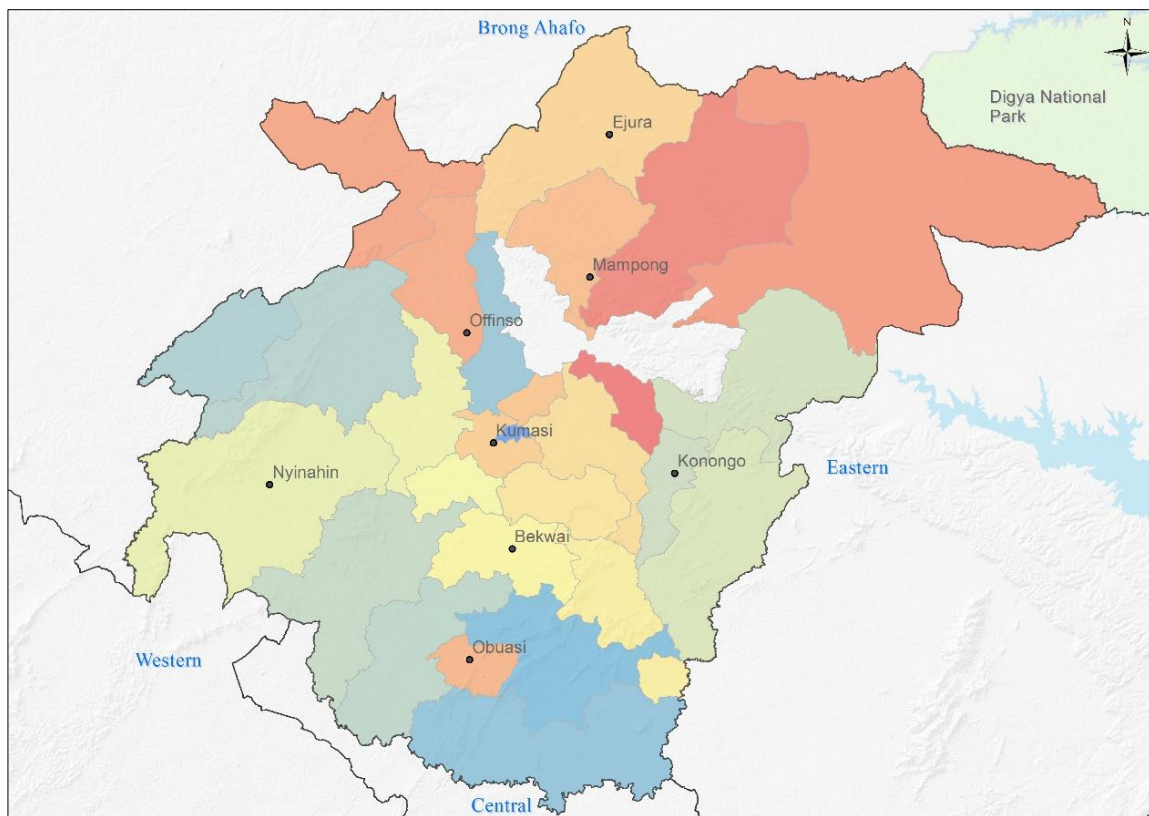 Brong Ahafo
N
Digya National
Park
Ejura
Mampong
Offinso
Kumasi
Konongo
Eastern
Nyinahin
Bekwai
Western
Obuasi
Central